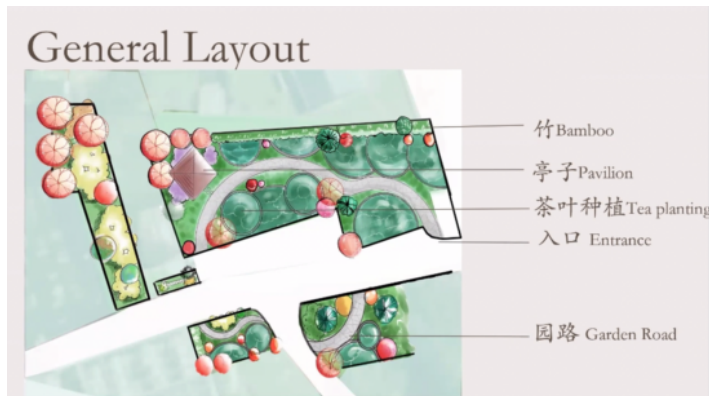 General Layout
竹Bamboo
亭子Pavilion
茶叶种植Tea planting
入口 Entrance
园路 Garden Road